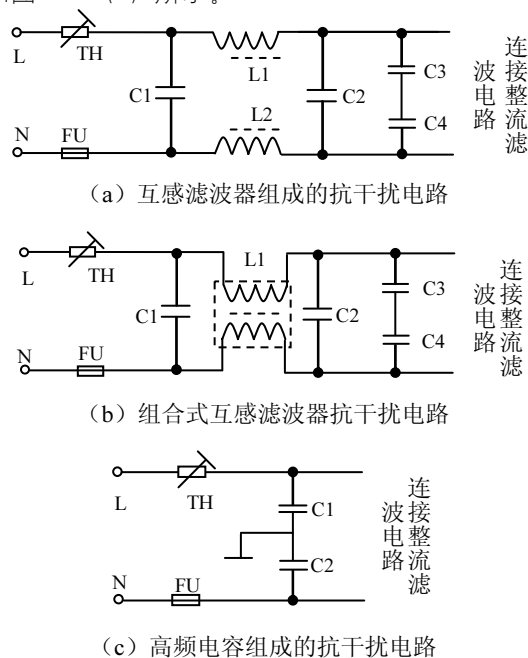 L
TH
C1
L1
L2
C2
C3
C4
N
FU
连接整流滤
波电路
(a) 互感滤波器组成的抗干扰电路
L
TH
C1
L1
C2
C3
C4
N
FU
连接整流滤
波电路
(b) 组合式互感滤波器抗干扰电路
L
TH
C1
C2
N
FU
连接整流滤
波电路
(c) 高频电容组成的抗干扰电路